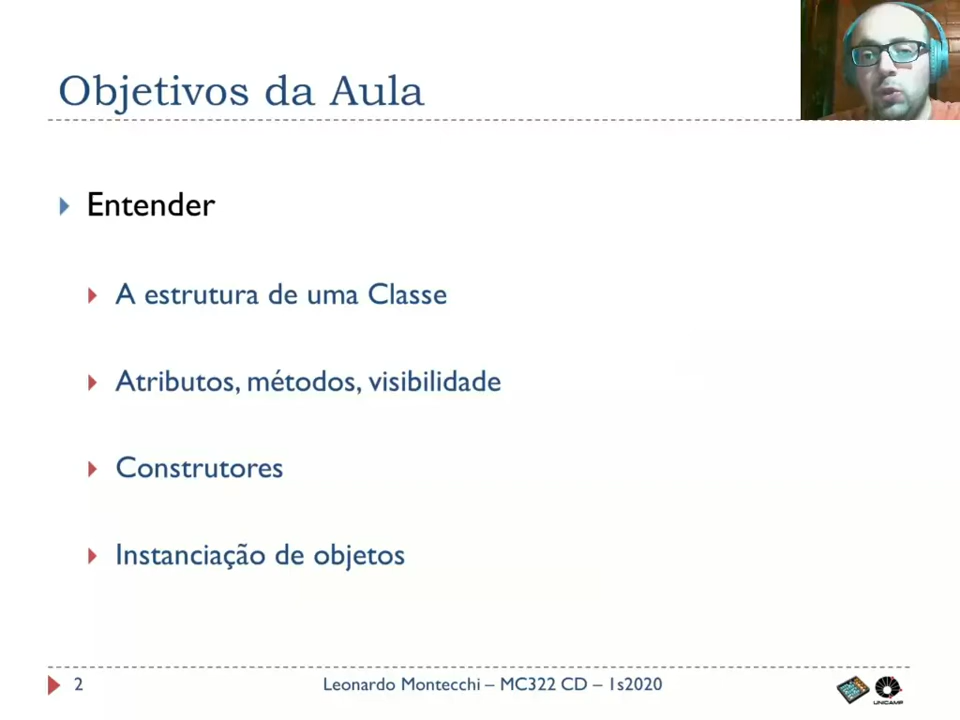 Objetivos da Aula
Entender
A estrutura de uma Classe
Atributos, métodos, visibilidade
Construtores
Instanciação de objetos
2
Leonardo Montecchi – MC322 CD – 1s2020
UNICAMP